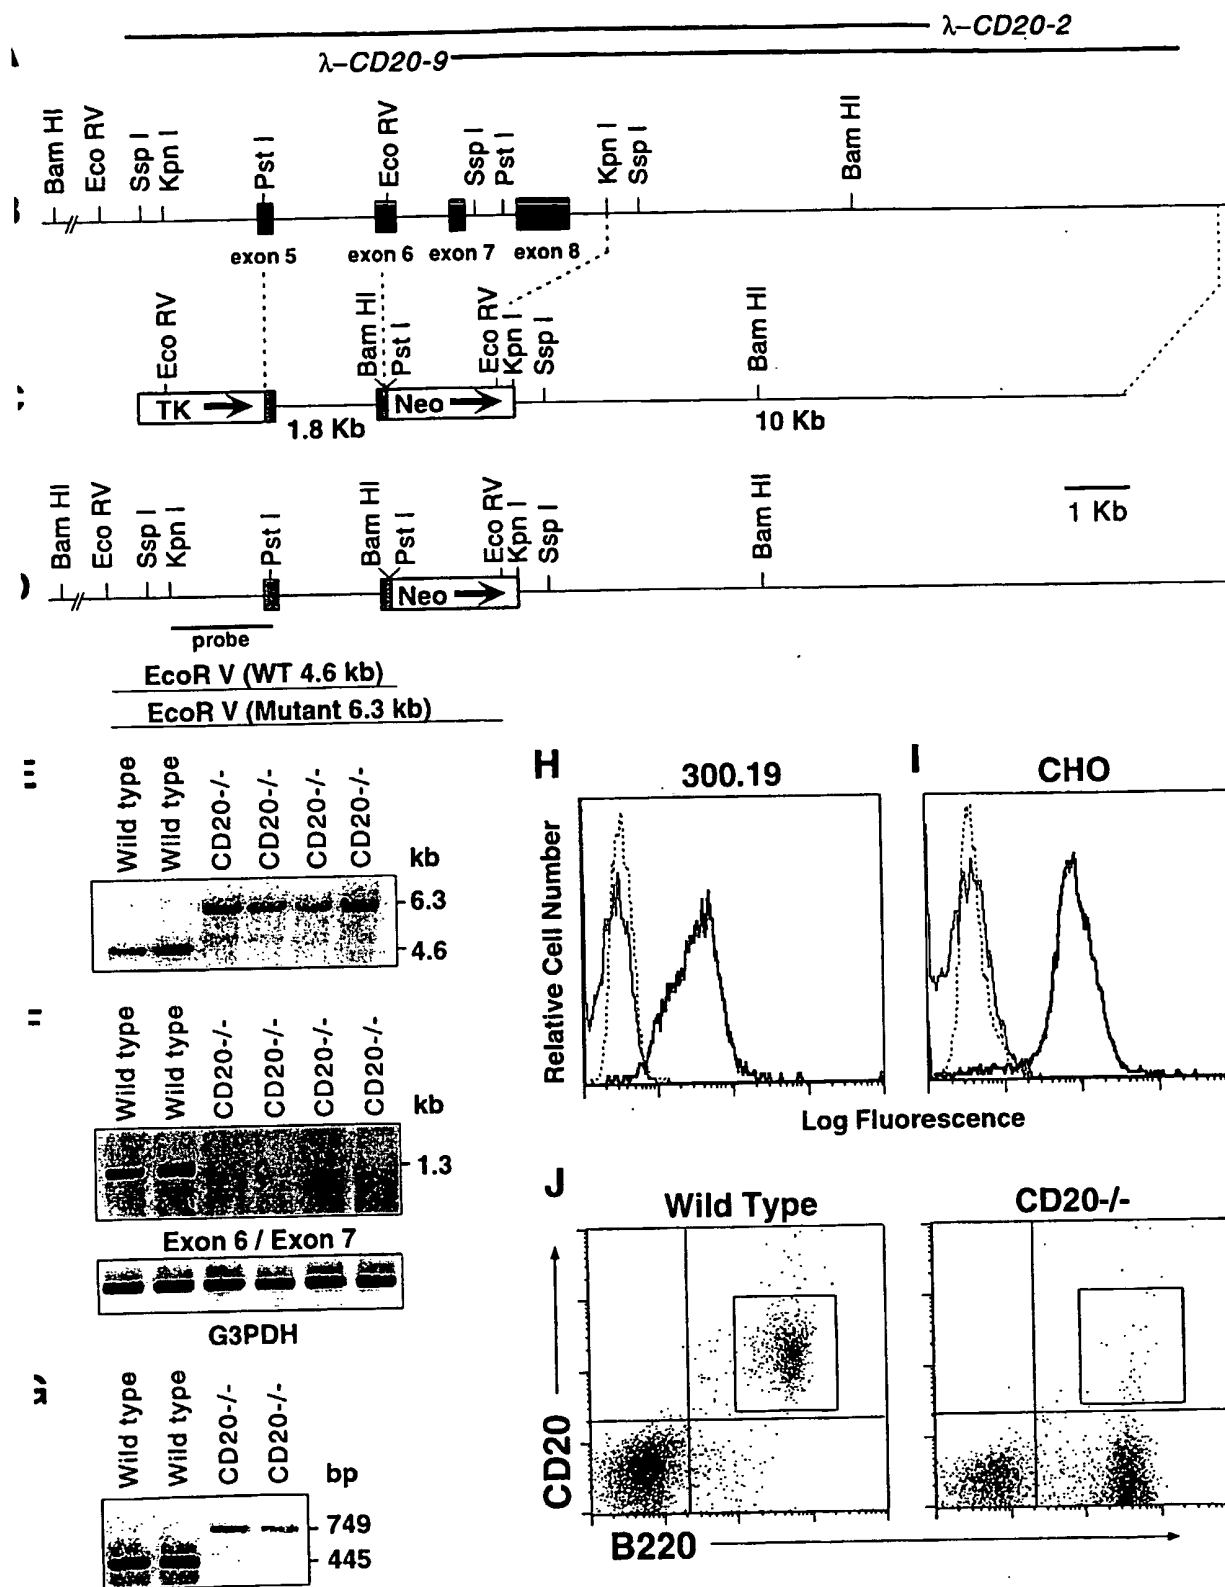 λ–CD20-2
λ–CD20-9
Bam HI
Eco RV
Ssp I
Kpn I
Pst I
Eco RV
Ssp I
Pst I
Kpn I
Ssp I
Bam HI
exon 5
exon 6
exon 7
exon 8
Eco RV
Bam HI
Pst I
Eco RV
Kpn I
Ssp I
Bam HI
TK
1.8 Kb
Neo
10 Kb
Bam HI
Eco RV
Ssp I
Kpn I
Pst I
Bam HI
Pst I
Eco RV
Kpn I
Ssp I
Bam HI
1 Kb
Neo
probe
EcoR V (WT 4.6 kb)
EcoR V (Mutant 6.3 kb)
Wild type
Wild type
CD20-/-
CD20-/-
CD20-/-
CD20-/-
kb
6.3
4.6
Wild type
Wild type
CD20-/-
CD20-/-
CD20-/-
CD20-/-
kb
1.3
Exon 6 / Exon 7
G3PDH
Wild type
Wild type
CD20-/-
CD20-/-
bp
749
445
H
300.19
I
CHO
Relative Cell Number
Log Fluorescence
J
Wild Type
CD20-/-
CD20
B220